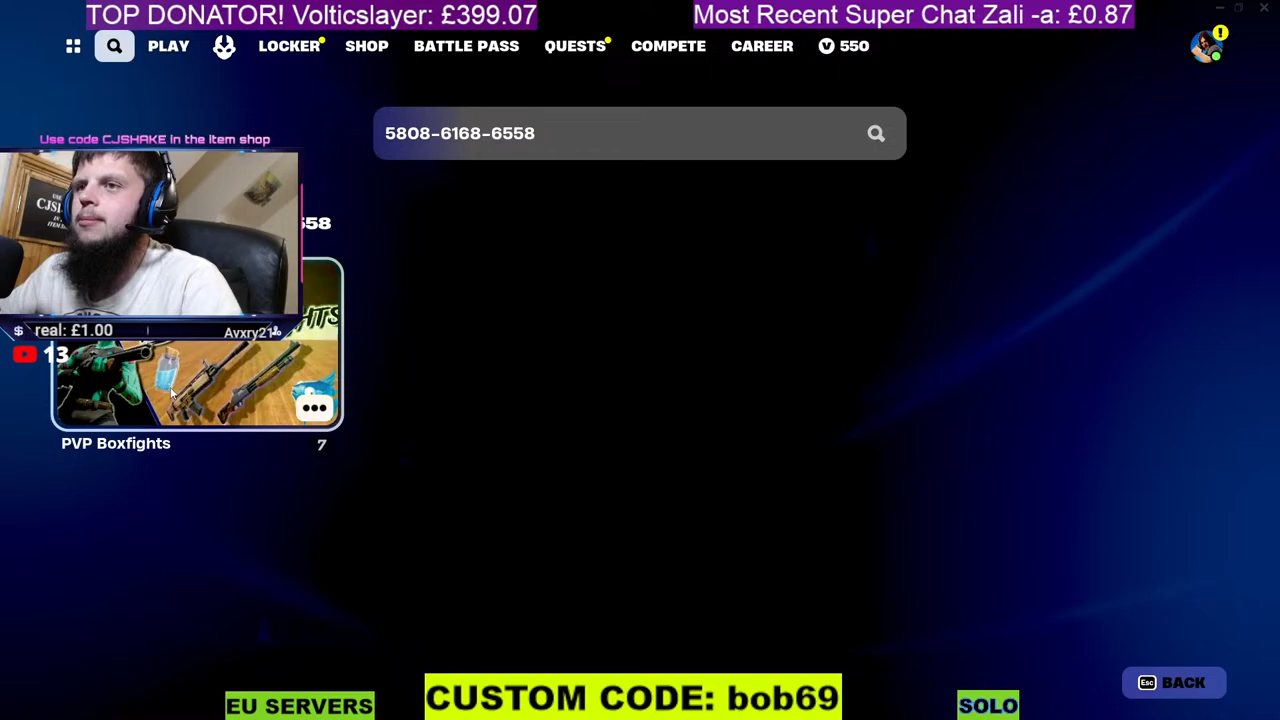 TOP DONATOR! Volticslayer: £399.07
Most Recent Super Chat Zali -a: £0.87
PLAY
LOCKER
SHOP
BATTLE PASS
QUESTS
COMPETE
CAREER
V 550
!
5808-6168-6558
Use code CJSHAKE in the item shop
558
$ real: £1.00
Avxry21
13
PVP Boxfights
7
Esc BACK
EU SERVERS
CUSTOM CODE: bob69
SOLO